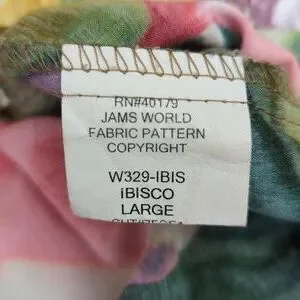 RN#40179
JAMS WORLD
FABRIC PATTERN
COPYRIGHT
W329-IBIS
iBISCO
LARGE